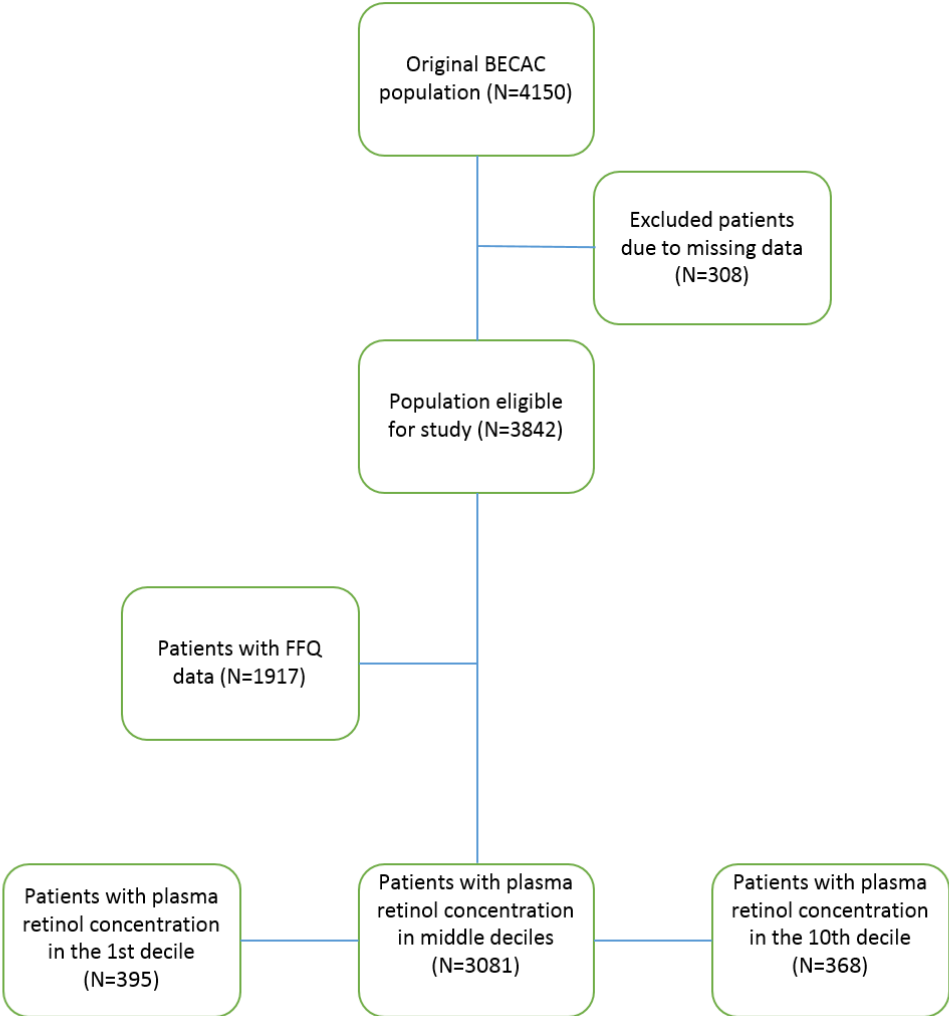 Original BECAC
population (N=4150)
Excluded patients
due to missing data
(N=308)
Population eligible
for study (N=3842)
Patients with FFQ
data (N=1917)
Patients with plasma
retinol concentration
in the 1st decile
(N=395)
Patients with plasma
retinol concentration
in middle deciles
(N=3081)
Patients with plasma
retinol concentration
in the 10th decile
(N=368)